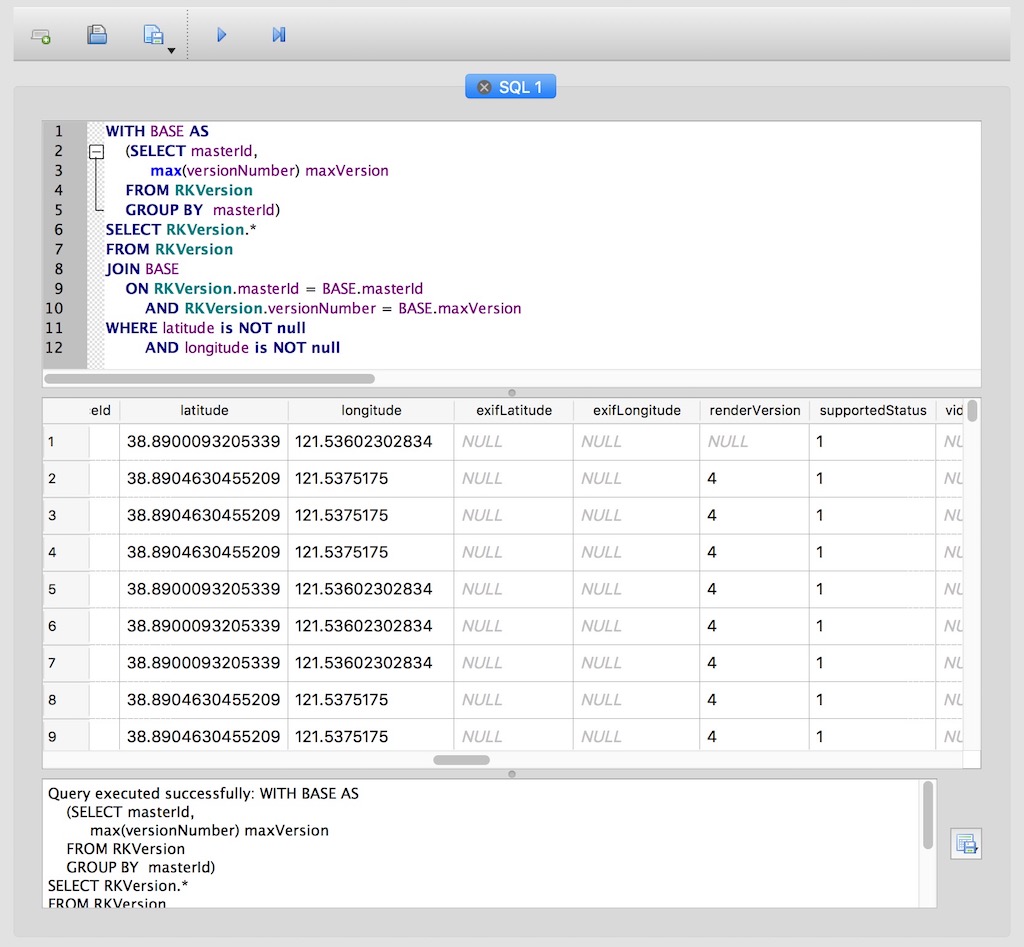 SQL 1
1 WITH BASE AS
2 (SELECT masterId,
3 max(versionNumber) maxVersion
4 FROM RKVersion
5 GROUP BY  masterId)
6 SELECT RKVersion.*
7 FROM RKVersion
8 JOIN BASE
9 ON RKVersion.masterId = BASE.masterId
10 AND RKVersion.versionNumber = BASE.maxVersion
11 WHERE latitude is NOT null
12 AND longitude is NOT null
eId latitude longitude exifLatitude exifLongitude renderVersion supportedStatus vid
1 38.8900093205339 121.53602302834 NULL NULL NULL 1 NU
2 38.8904630455209 121.5375175 NULL NULL 4 1 NU
3 38.8904630455209 121.5375175 NULL NULL 4 1 NU
4 38.8904630455209 121.5375175 NULL NULL 4 1 NU
5 38.8900093205339 121.53602302834 NULL NULL 4 1 NU
6 38.8900093205339 121.53602302834 NULL NULL 4 1 NU
7 38.8900093205339 121.53602302834 NULL NULL 4 1 NU
8 38.8904630455209 121.5375175 NULL NULL 4 1 NU
9 38.8904630455209 121.5375175 NULL NULL 4 1 NU
Query executed successfully: WITH BASE AS
(SELECT masterId,
max(versionNumber) maxVersion
FROM RKVersion
GROUP BY  masterId)
SELECT RKVersion.*
FROM RKVersion